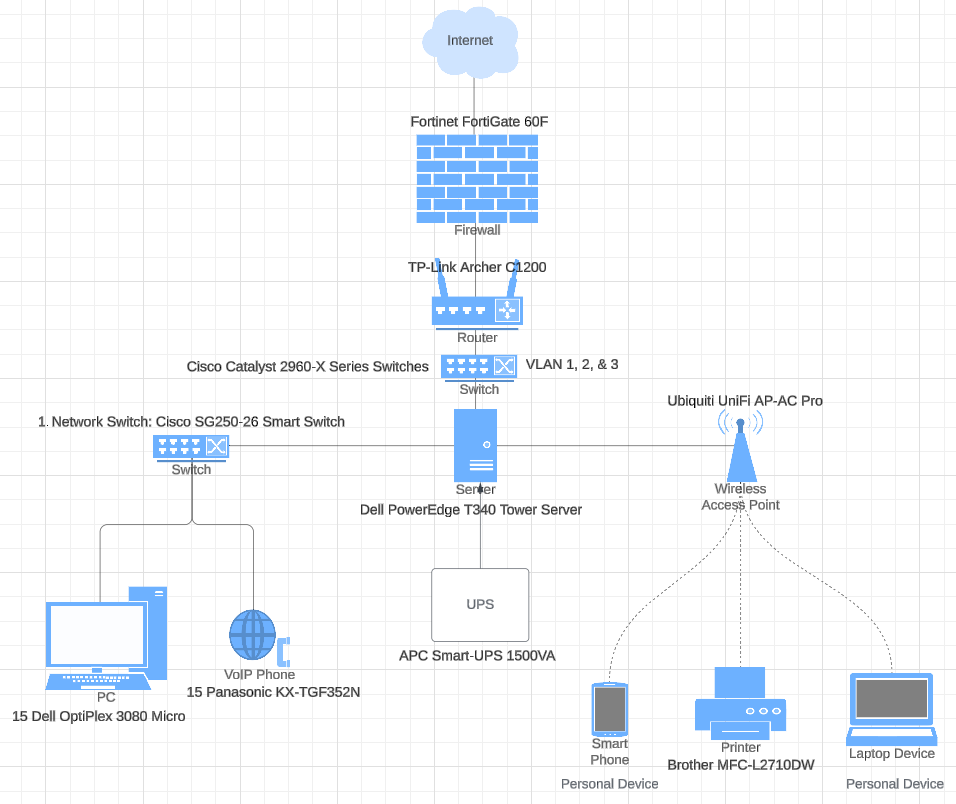 Internet
Fortinet FortiGate 60F
Firewall
TP-Link Archer C1200
Router
Cisco Catalyst 2960-X Series Switches
VLAN 1, 2, & 3
Switch
Ubiquiti UniFi AP-AC Pro
1. Network Switch: Cisco SG250-26 Smart Switch
Switch
Server
Wireless
Access Point
Dell PowerEdge T340 Tower Server
UPS
APC Smart-UPS 1500VA
VoIP Phone
15 Panasonic KX-TGF352N
PC
15 Dell OptiPlex 3080 Micro
Smart
Phone
Personal Device
Printer
Brother MFC-L2710DW
Laptop Device
Personal Device